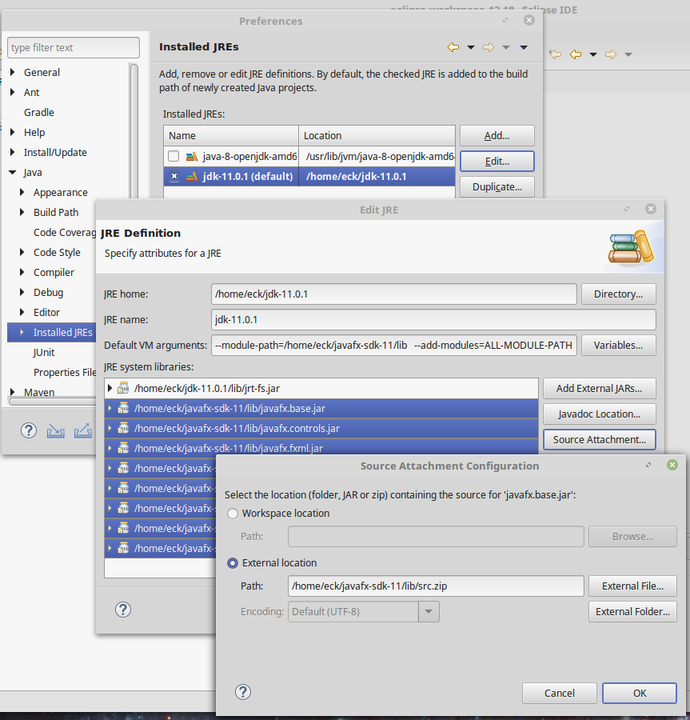 Eclipse IDE
Preferences
type filter text
General
Ant
Gradle
Help
Install/Update
Java
Appearance
Build Path
Code Coverag
Code Style
Compiler
Debug
Editor
Installed JREs
JUnit
Properties File
Maven
Installed JREs
Add, remove or edit JRE definitions. By default, the checked JRE is added to the build
path of newly created Java projects.
Installed JREs:
Name Location
java-8-openjdk-amd6 /usr/lib/jvm/java-8-openjdk-amd6
jdk-11.0.1 (default) /home/eck/jdk-11.0.1
Add...
Edit...
Duplicate...
Edit JRE
JRE Definition
Specify attributes for a JRE
JRE home: /home/eck/jdk-11.0.1 Directory...
JRE name: jdk-11.0.1
Default VM arguments: --module-path=/home/eck/javafx-sdk-11/lib --add-modules=ALL-MODULE-PATH Variables...
JRE system libraries:
/home/eck/jdk-11.0.1/lib/jrt-fs.jar
/home/eck/javafx-sdk-11/lib/javafx.base.jar
/home/eck/javafx-sdk-11/lib/javafx.controls.jar
/home/eck/javafx-sdk-11/lib/javafx.fxml.jar
/home/eck/javafx-s
/home/eck/javafx-s
/home/eck/javafx-s
/home/eck/javafx-s
/home/eck/javafx-s
Add External JARs...
Javadoc Location...
Source Attachment...
Source Attachment Configuration
Select the location (folder, JAR or zip) containing the source for 'javafx.base.jar':
Workspace location
Path: Browse...
External location
Path: /home/eck/javafx-sdk-11/lib/src.zip External File...
Encoding: Default (UTF-8) External Folder...
Cancel OK